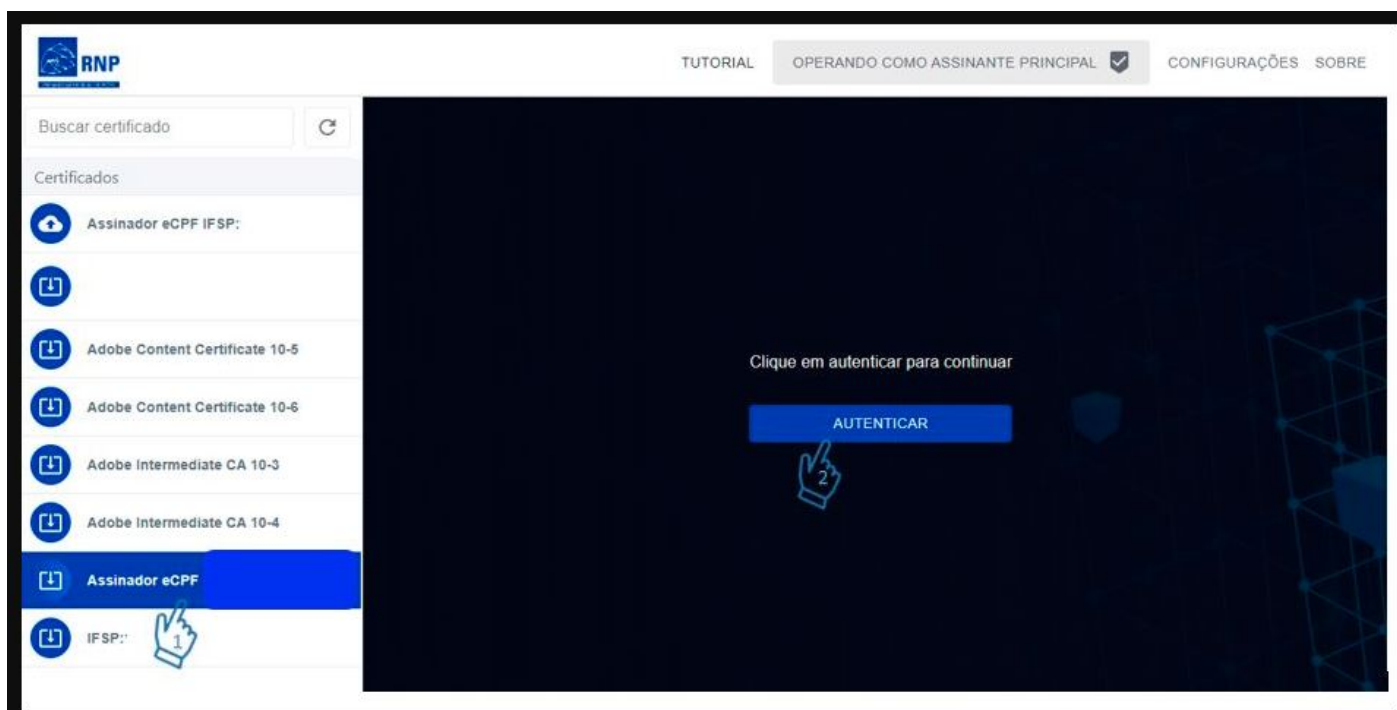 RNP
TUTORIAL
OPERANDO COMO ASSINANTE PRINCIPAL
CONFIGURAÇÕES
SOBRE
Buscar certificado
Certificados
Assinador eCPF IFSP:
Adobe Content Certificate 10-5
Adobe Content Certificate 10-6
Adobe Intermediate CA 10-3
Adobe Intermediate CA 10-4
Assinador eCPF
1
IFSP:
Clique em autenticar para continuar
AUTENTICAR
2